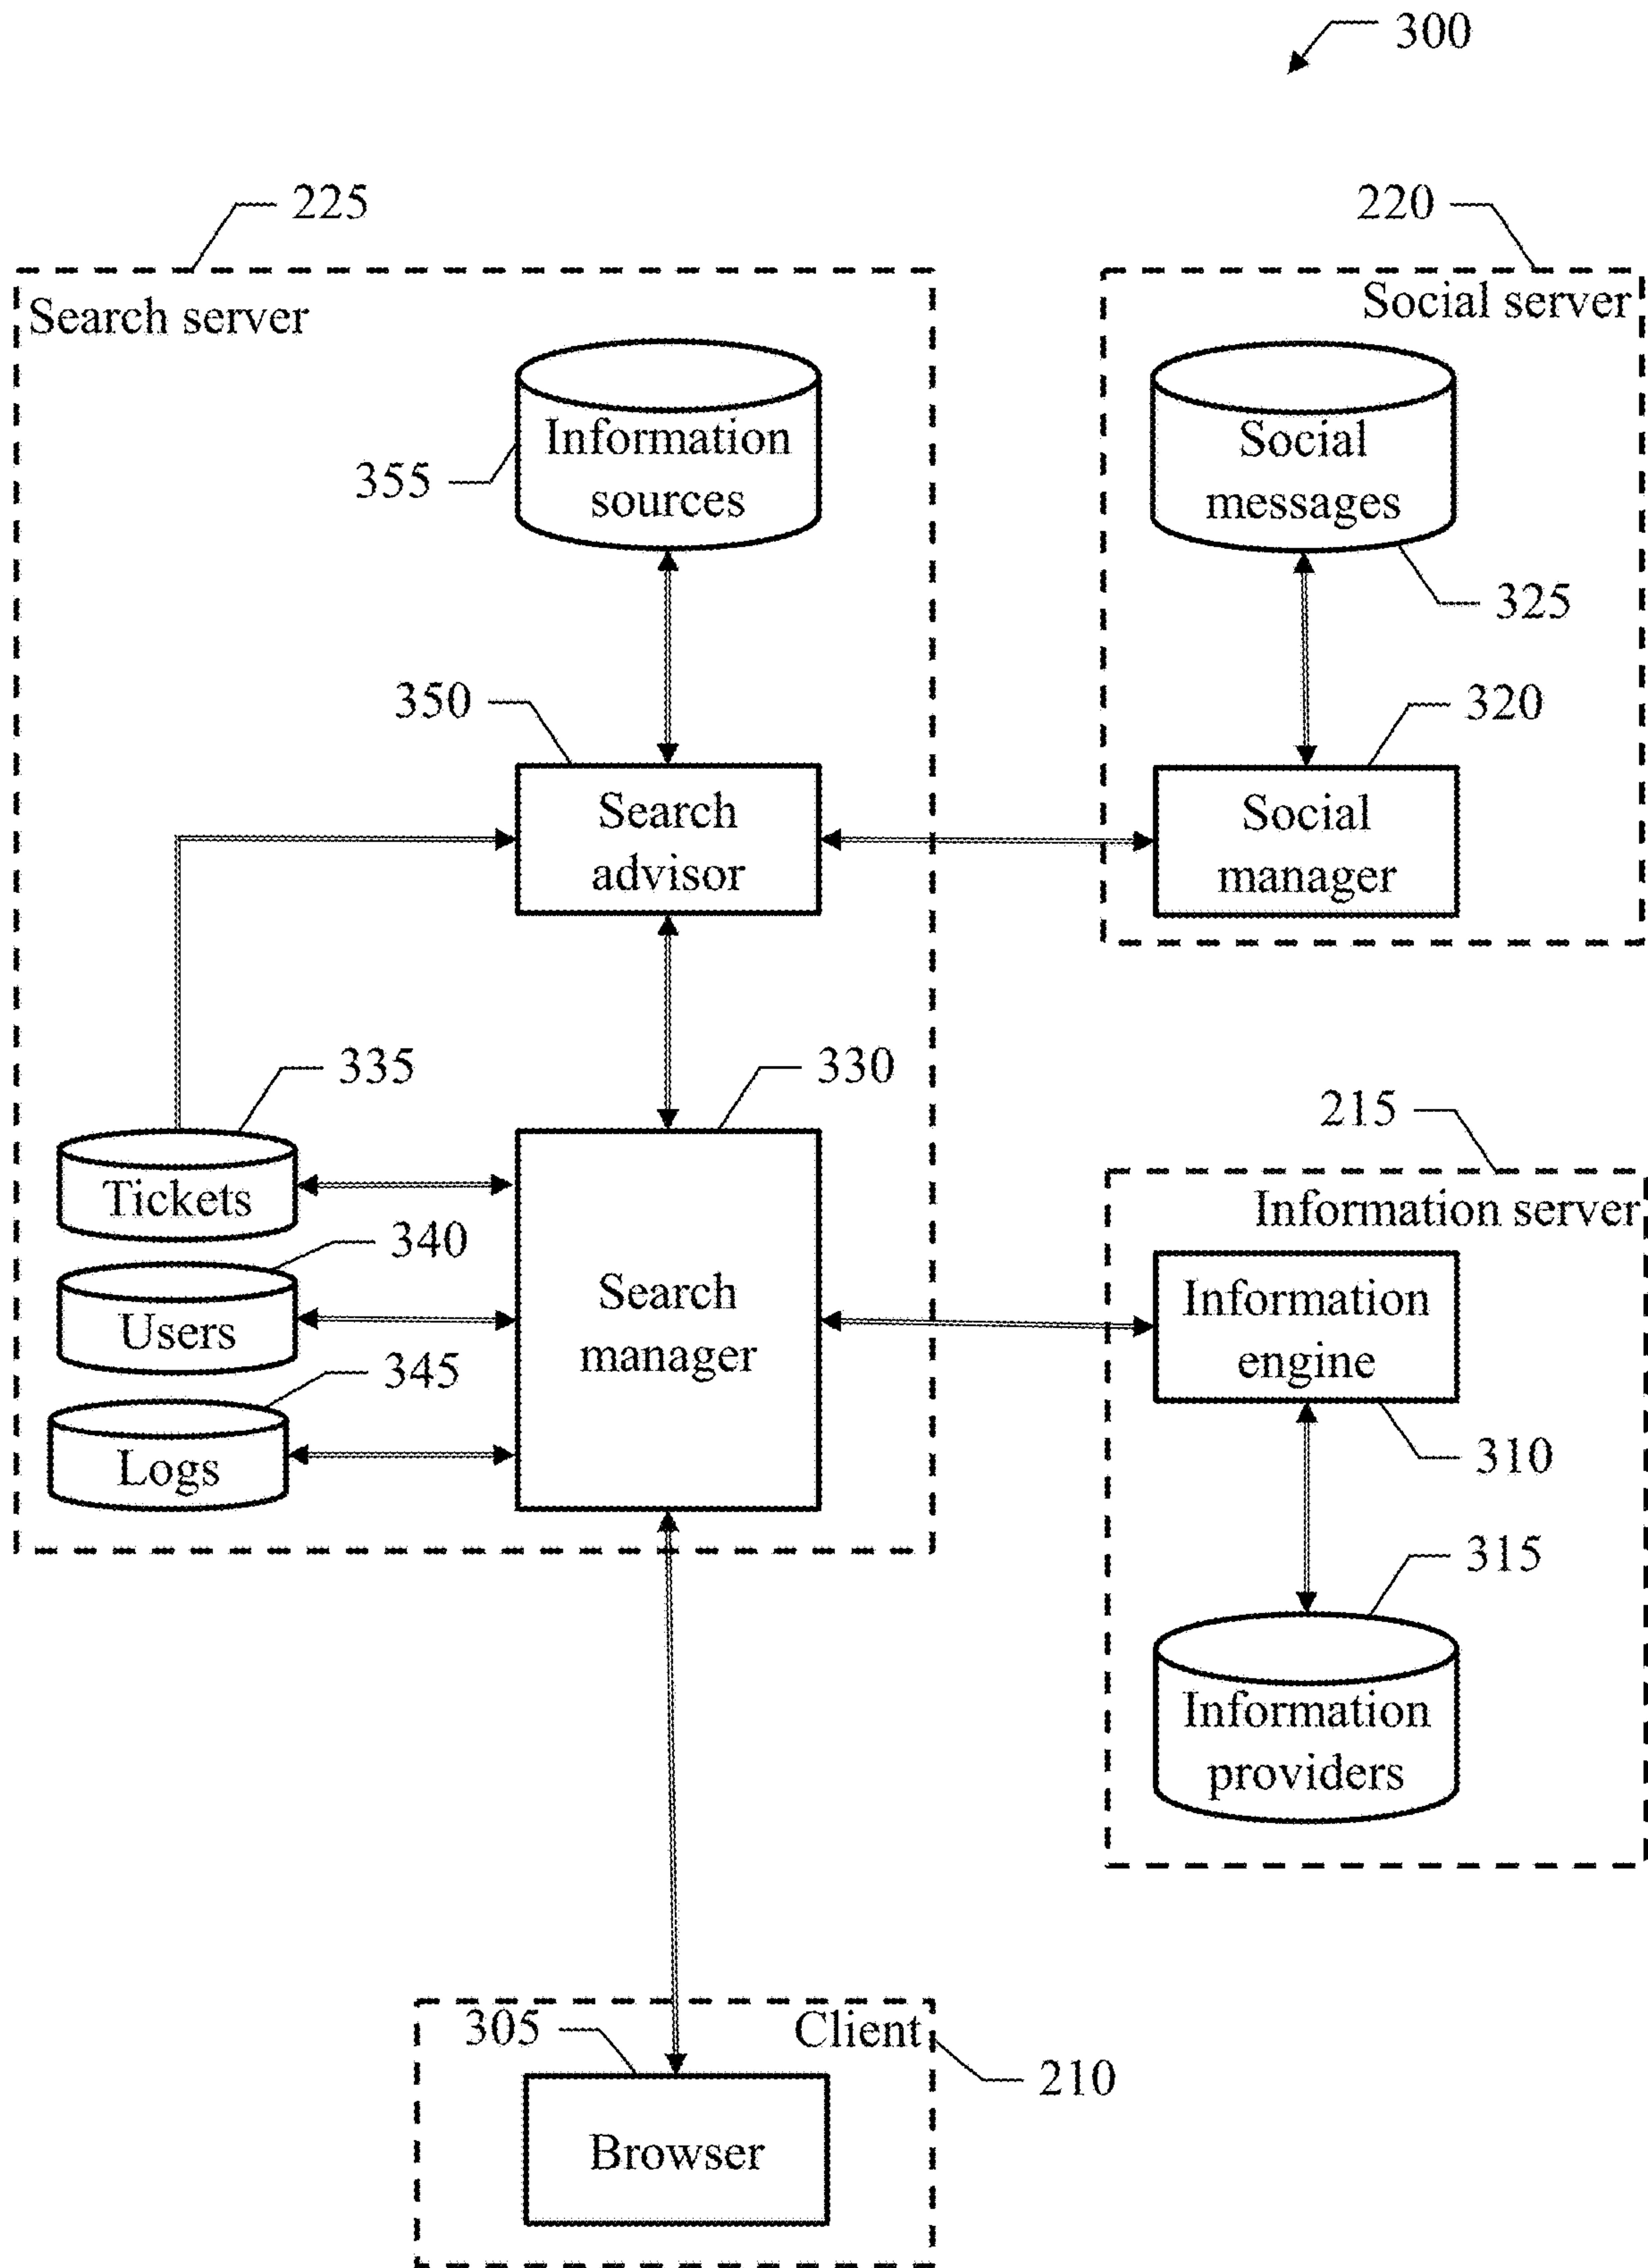 300
225
220
Search server
Social server
Information
sources
355
Social
messages
325
350
320
Search
advisor
Social
manager
335
330
215
Tickets
Information server
340
Users
Search
manager
Information
engine
345
Logs
310
315
Information
providers
305
Client
210
Browser